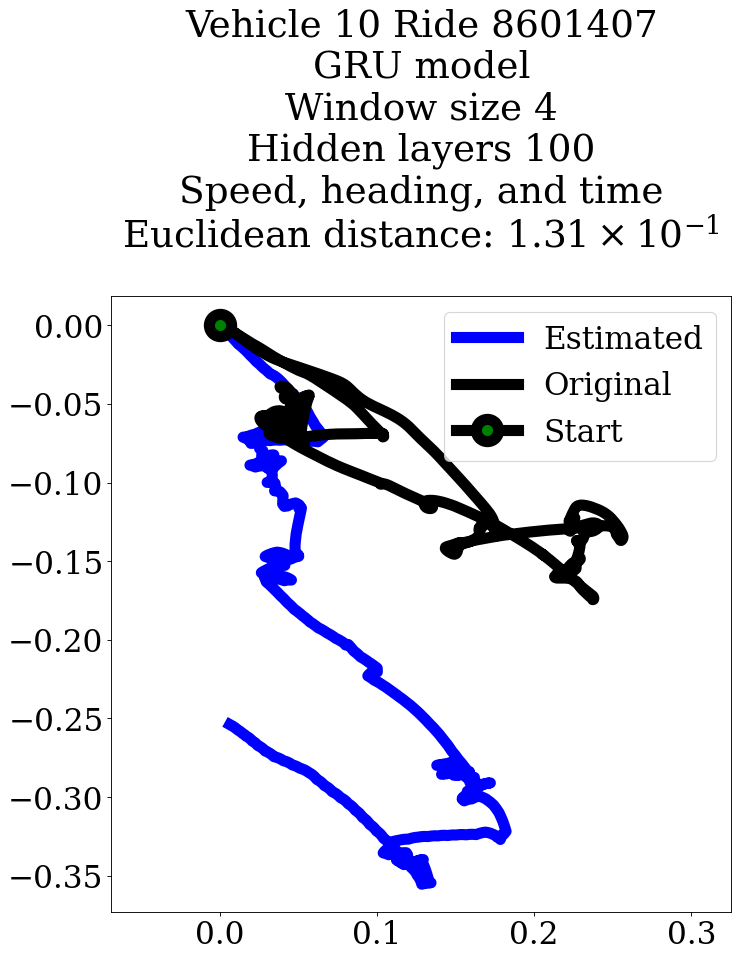 Vehicle 10 Ride 8601407
GRU model
Window size 4
Hidden layers 100
Speed, heading, and time
Euclidean distance: 1.31 × 10⁻¹
Estimated
Original
Start
0.00
−0.05
−0.10
−0.15
−0.20
−0.25
−0.30
−0.35
0.0 0.1 0.2 0.3